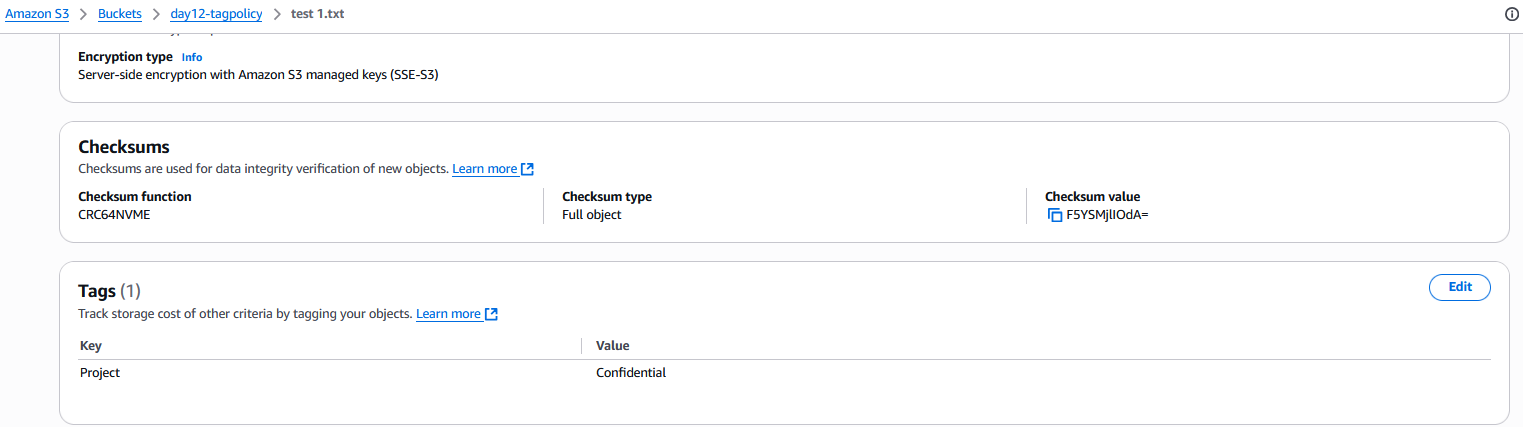 Amazon S3 > Buckets > day12-tagpolicy > test 1.txt
Encryption type Info
Server-side encryption with Amazon S3 managed keys (SSE-S3)
Checksums
Checksums are used for data integrity verification of new objects. Learn more
Checksum function
CRC64NVME
Checksum type
Full object
Checksum value
Tags (1)
Edit
Track storage cost of other criteria by tagging your objects. Learn more
Key Value
Project Confidential